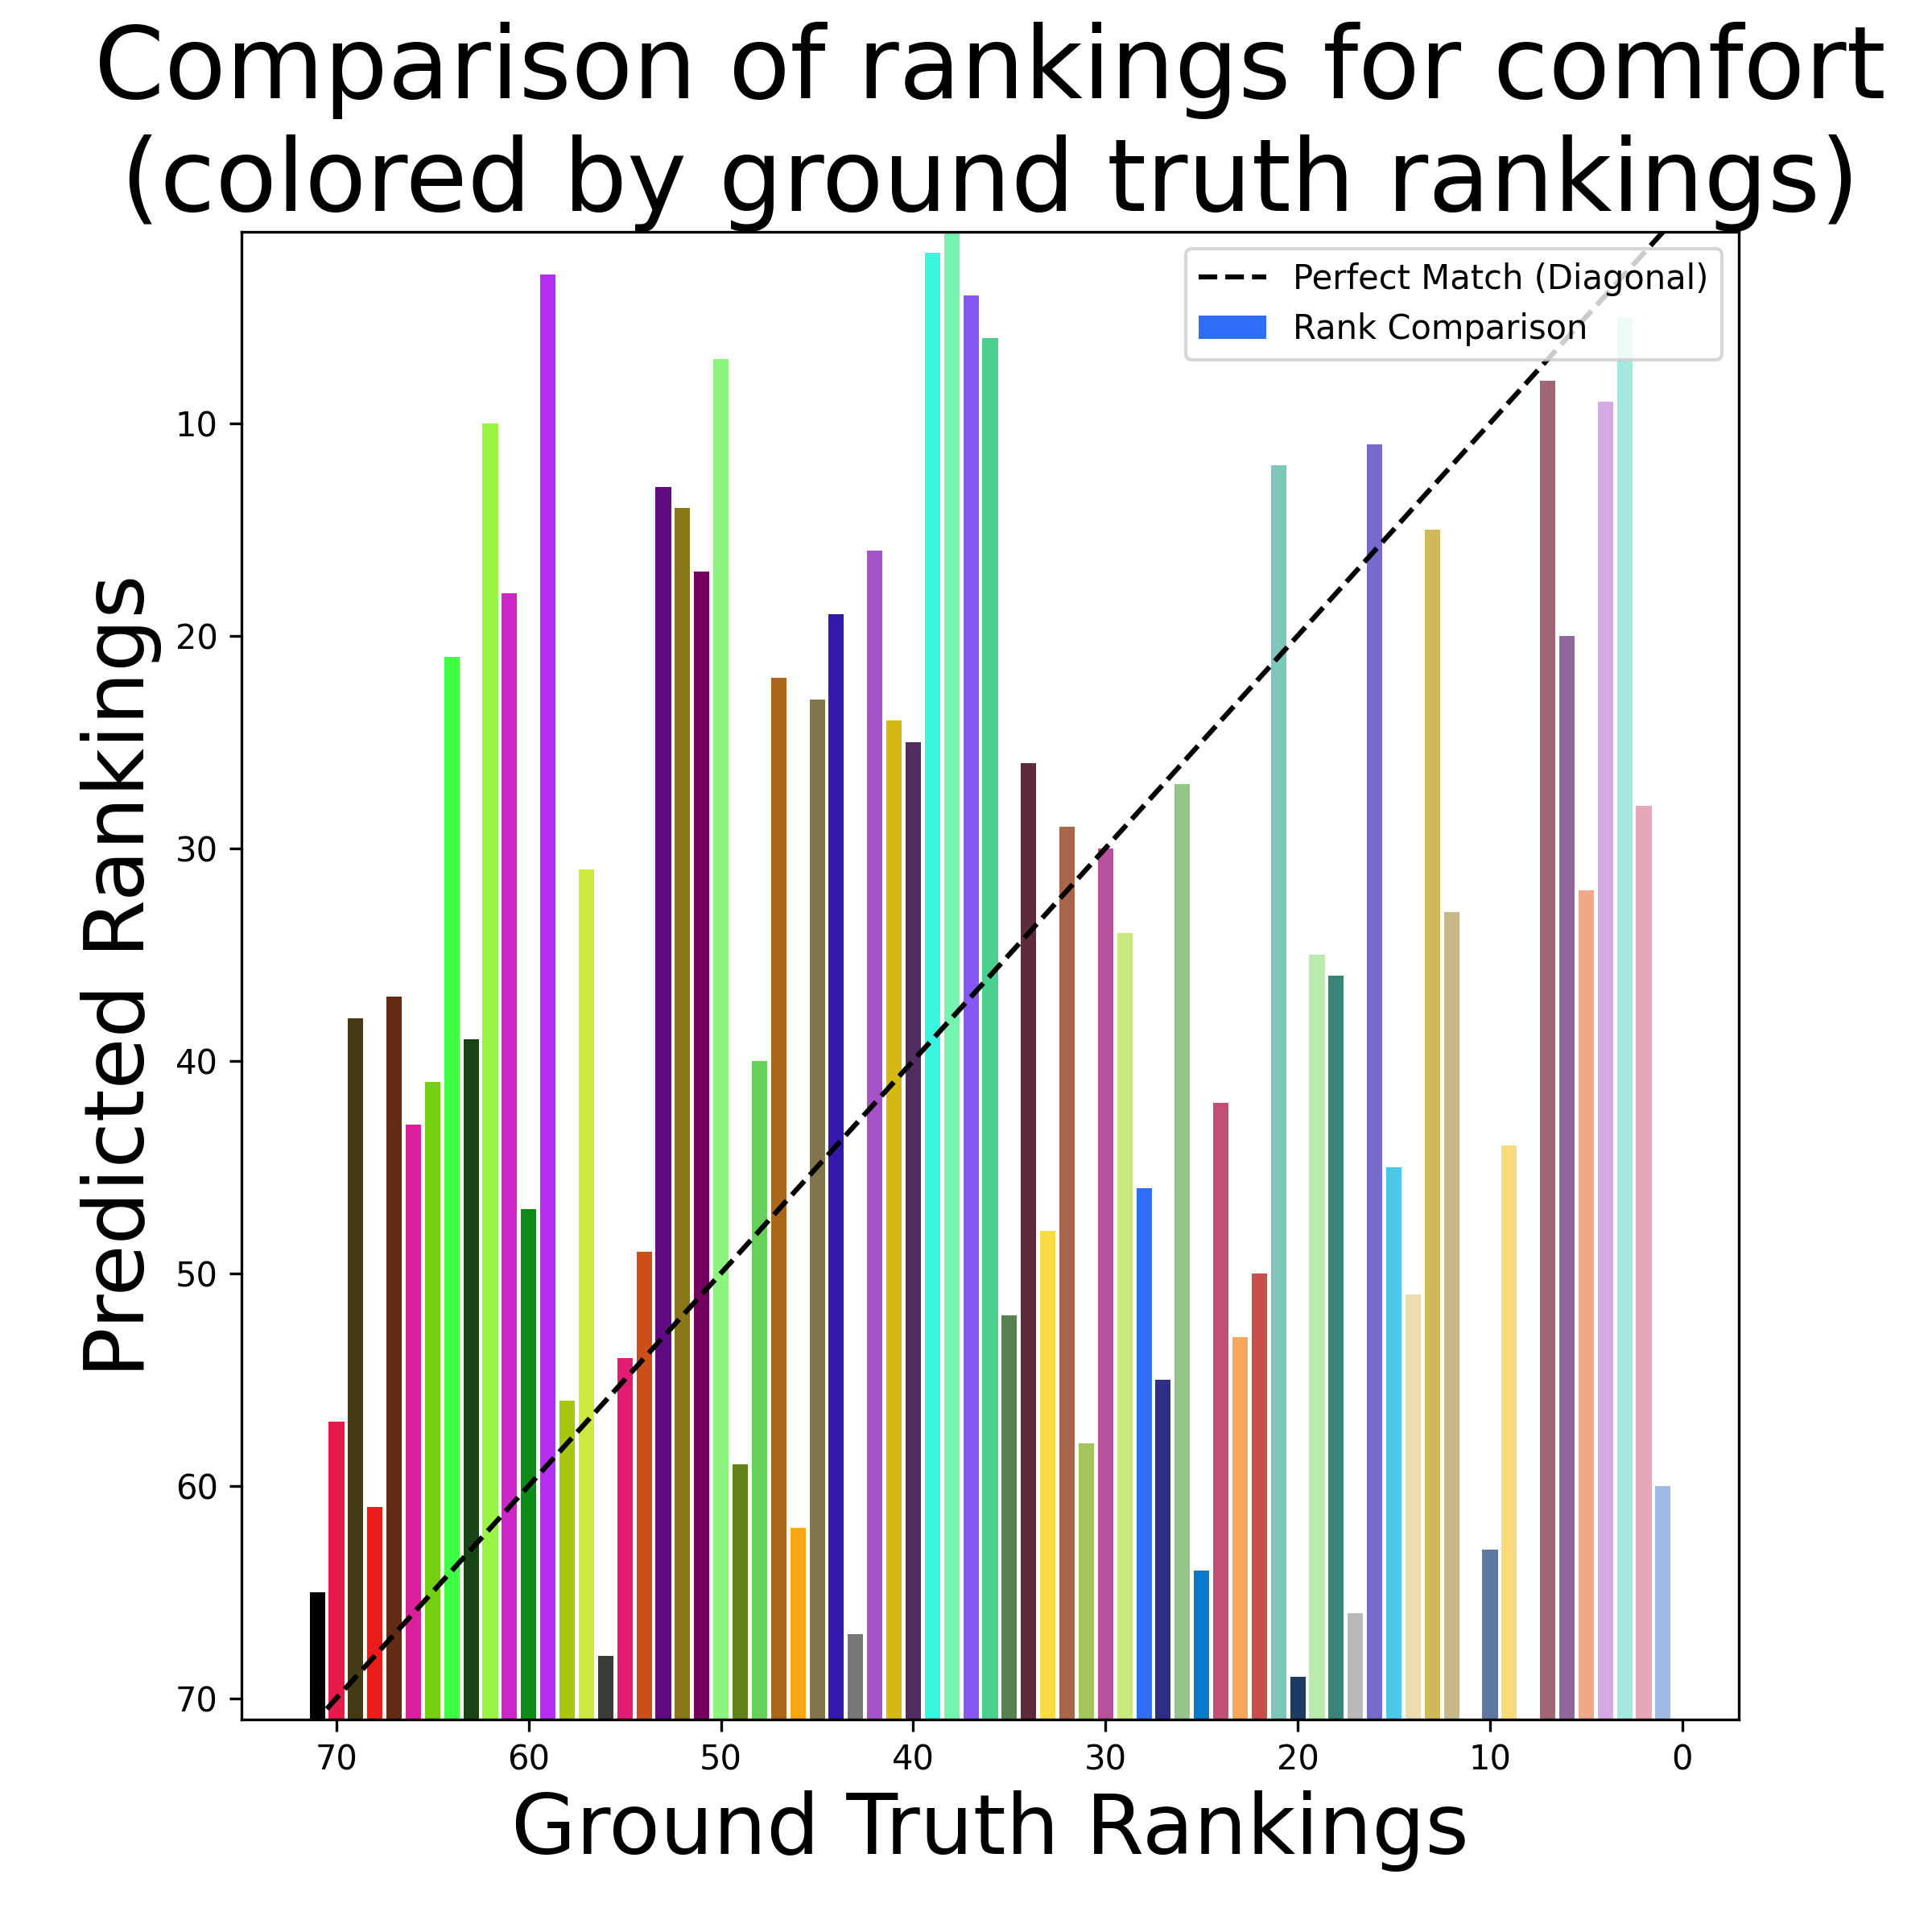 Comparison of rankings for comfort
(colored by ground truth rankings)
Perfect Match (Diagonal)
Rank Comparison
Predicted Rankings
10
20
30
40
50
60
70
70 60 50 40 30 20 10 0
Ground Truth Rankings